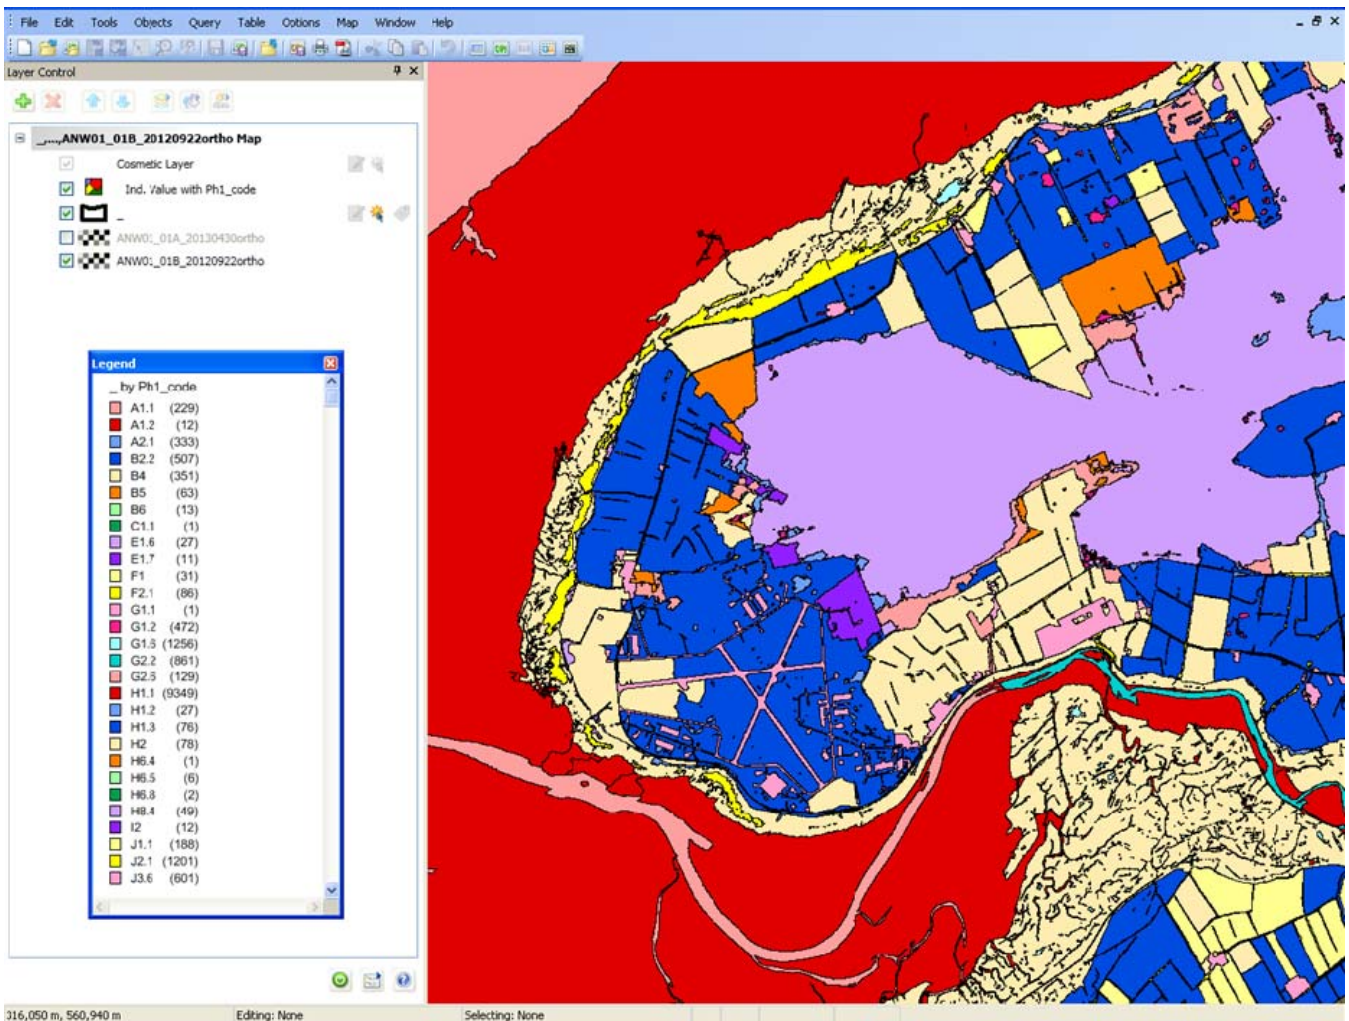 File Edit Tools Objects Query Table Options Map Window Help
Layer Control
_,...,ANW01_01B_20120922ortho Map
Cosmetic Layer
Ind. Value with Ph1_code
_
ANW01_01A_20130430ortho
ANW01_01B_20120922ortho
Legend
_ by Ph1_code
A1.1 (229)
A1.2 (12)
A2.1 (333)
B2.2 (507)
B4 (351)
B5 (63)
B6 (13)
C1.1 (1)
E1.6 (27)
E1.7 (11)
F1 (31)
F2.1 (86)
G1.1 (1)
G1.2 (472)
G1.6 (1256)
G2.2 (861)
G2.6 (129)
H1.1 (9349)
H1.2 (27)
H1.3 (76)
H2 (78)
H6.4 (1)
H6.5 (6)
H6.8 (2)
H8.4 (49)
I2 (12)
J1.1 (188)
J2.1 (1201)
J3.6 (601)
316,050 m, 560,940 m Editing: None Selecting: None